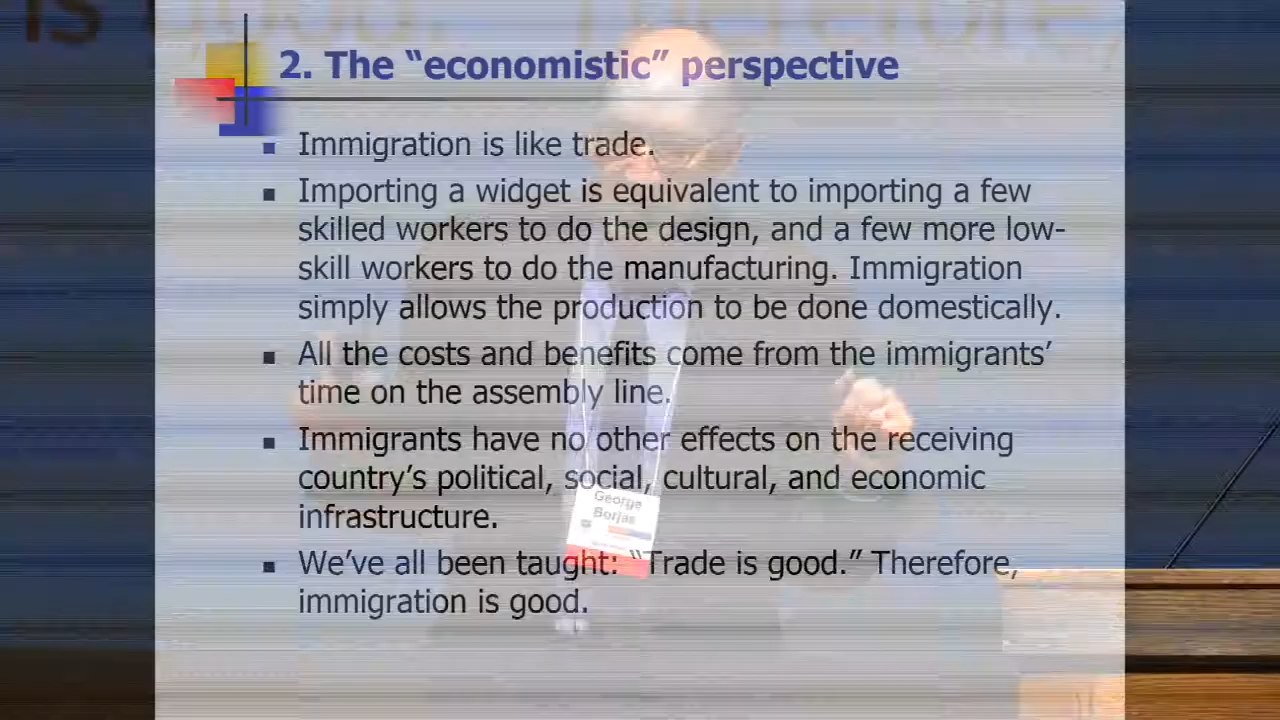 is good." Therefore,
2. The “economistic” perspective
Immigration is like trade.
Importing a widget is equivalent to importing a few
skilled workers to do the design, and a few more low-
skill workers to do the manufacturing. Immigration
simply allows the production to be done domestically.
All the costs and benefits come from the immigrants’
time on the assembly line.
Immigrants have no other effects on the receiving
country’s political, social, cultural, and economic
infrastructure.
George
Borjas
We’ve all been taught: “Trade is good.” Therefore,
immigration is good.